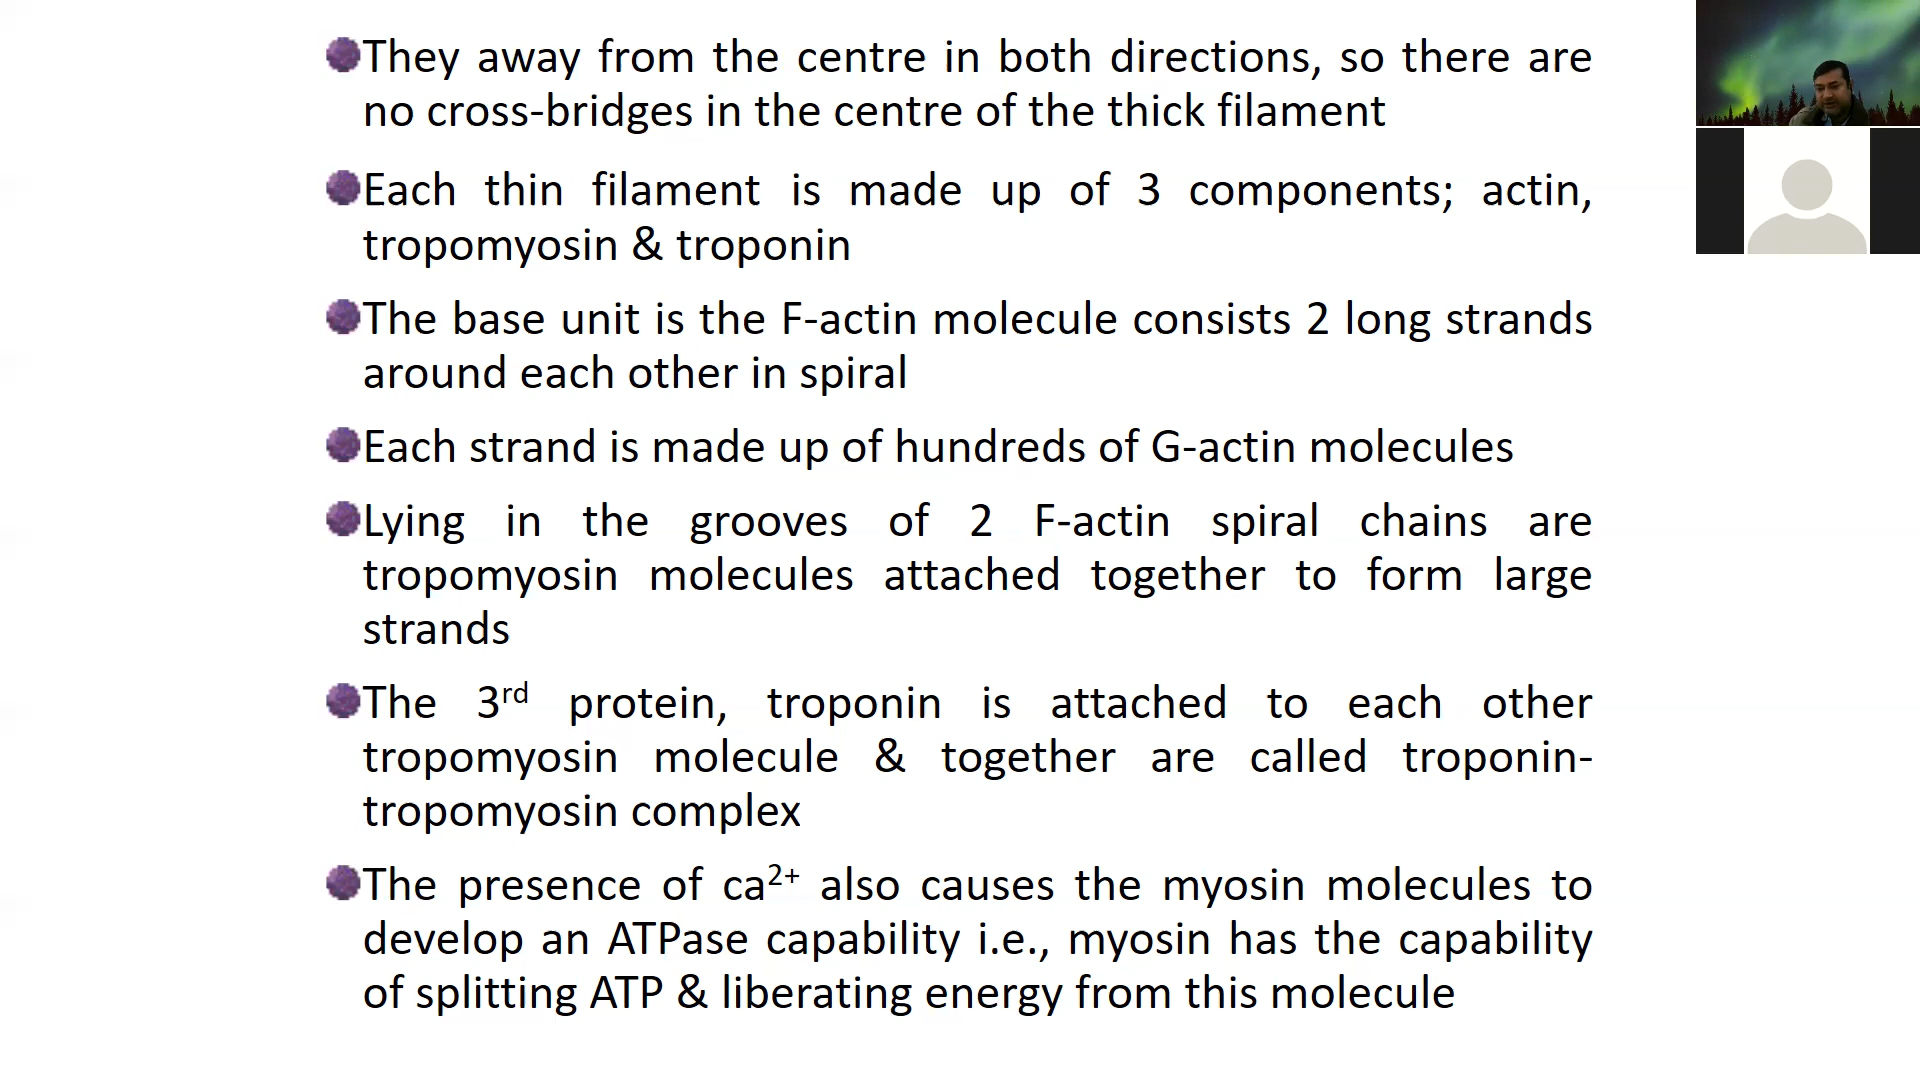 They away from the centre in both directions, so there are
no cross-bridges in the centre of the thick filament
Each thin filament is made up of 3 components; actin,
tropomyosin & troponin
The base unit is the F-actin molecule consists 2 long strands
around each other in spiral
Each strand is made up of hundreds of G-actin molecules
Lying in the grooves of 2 F-actin spiral chains are
tropomyosin molecules attached together to form large
strands
The 3rd protein, troponin is attached to each other
tropomyosin molecule & together are called troponin-
tropomyosin complex
The presence of ca2+ also causes the myosin molecules to
develop an ATPase capability i.e., myosin has the capability
of splitting ATP & liberating energy from this molecule